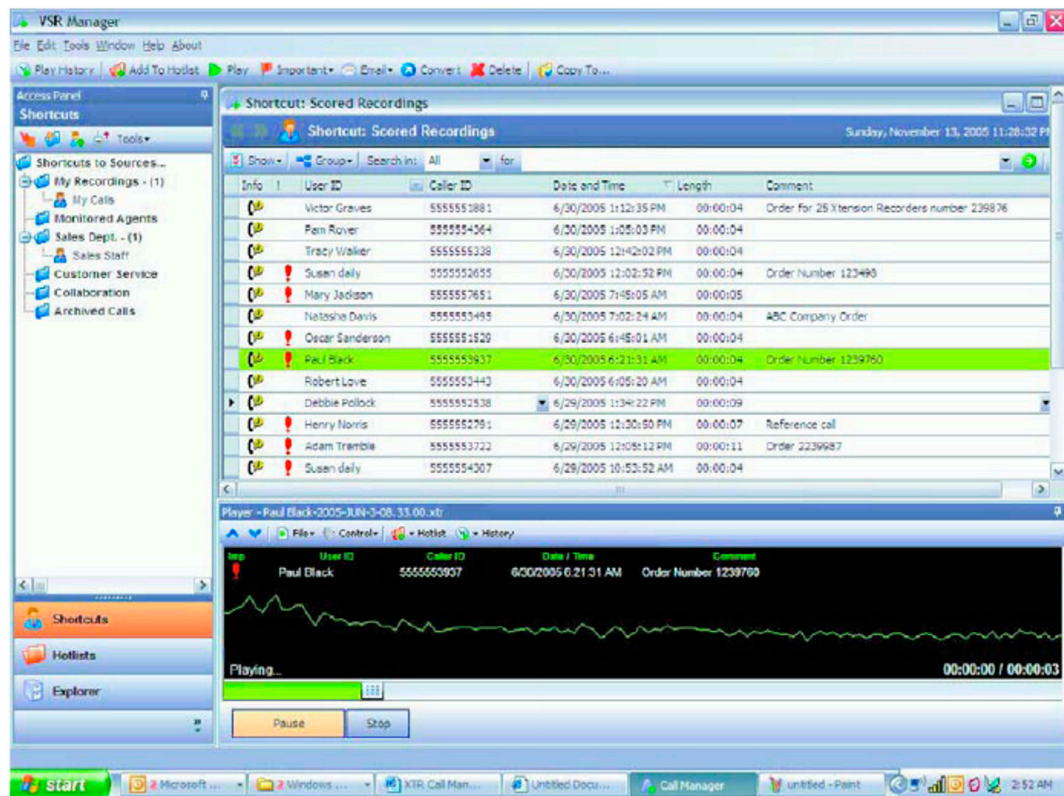 VSR Manager
File Edit Tools Window Help About
Play History Add To Hotlist Play Important Email Convert Delete Copy To...
Access Panel
Shortcuts
Tools
Shortcuts to Sources...
My Recordings - (1)
My Calls
Monitored Agents
Sales Dept. - (1)
Sales Staff
Customer Service
Collaboration
Archived Calls
Shortcuts
Hotlists
Explorer
Shortcut: Scored Recordings
Shortcut: Scored Recordings Sunday, November 13, 2005 11:28:32 PM
Show Group Search in: All for
Info ! User ID Caller ID Date and Time Length Comment
Victor Graves 5555551881 6/30/2005 1:12:35 PM 00:00:04 Order for 25 Xtension Recorders number 239876
Pam Rover 5555554364 6/30/2005 1:05:03 PM 00:00:04
Tracy Walker 5555555338 6/30/2005 12:42:02 PM 00:00:04
Susan daily 5555552655 6/30/2005 12:02:52 PM 00:00:04 Order Number 123498
Mary Jackson 5555557651 6/30/2005 7:45:05 AM 00:00:05
Natasha Davis 5555553495 6/30/2005 7:02:24 AM 00:00:04 ABC Company Order
Oscar Sanderson 5555551529 6/30/2005 6:45:01 AM 00:00:04
Paul Black 5555553937 6/30/2005 6:21:31 AM 00:00:04 Order Number 1239760
Robert Love 5555553443 6/30/2005 6:05:20 AM 00:00:04
Debbie Pollock 5555552538 6/29/2005 1:34:22 PM 00:00:09
Henry Norris 5555552791 6/29/2005 12:30:50 PM 00:00:07 Reference call
Adam Tremble 5555553722 6/29/2005 12:05:12 PM 00:00:11 Order 2239987
Susan daily 5555554307 6/29/2005 10:53:52 AM 00:00:04
Player - Paul Black-2005-JUN-3-08.33.00.xtr
File Control Hotlist History
Imp User ID Caller ID Date / Time Comment
Paul Black 5555553937 6/30/2005 6:21:31 AM Order Number 1239760
Playing... 00:00:00 / 00:00:03
Pause Stop
start 2 Microsoft ... 2 Windows ... XTR Call Man... Untitled Docu... Call Manager untitled - Paint 2:52 AM